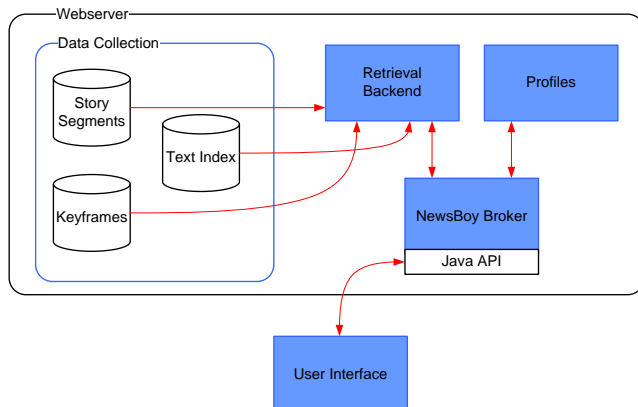 Webserver
Data Collection
Story
Segments
Text Index
Keyframes
Retrieval
Backend
Profiles
NewsBoy Broker
Java API
User Interface